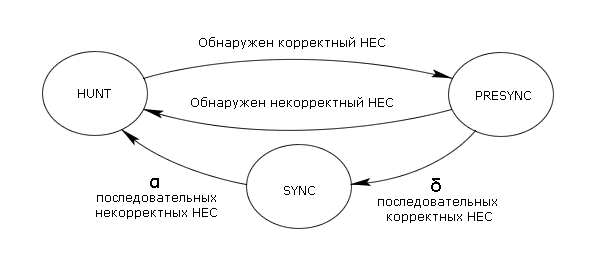 Обнаружен корректный HEC
HUNT
PRESYNC
Обнаружен некорректный HEC
α
последовательных
некорректных HEC
SYNC
δ
последовательных
корректных HEC